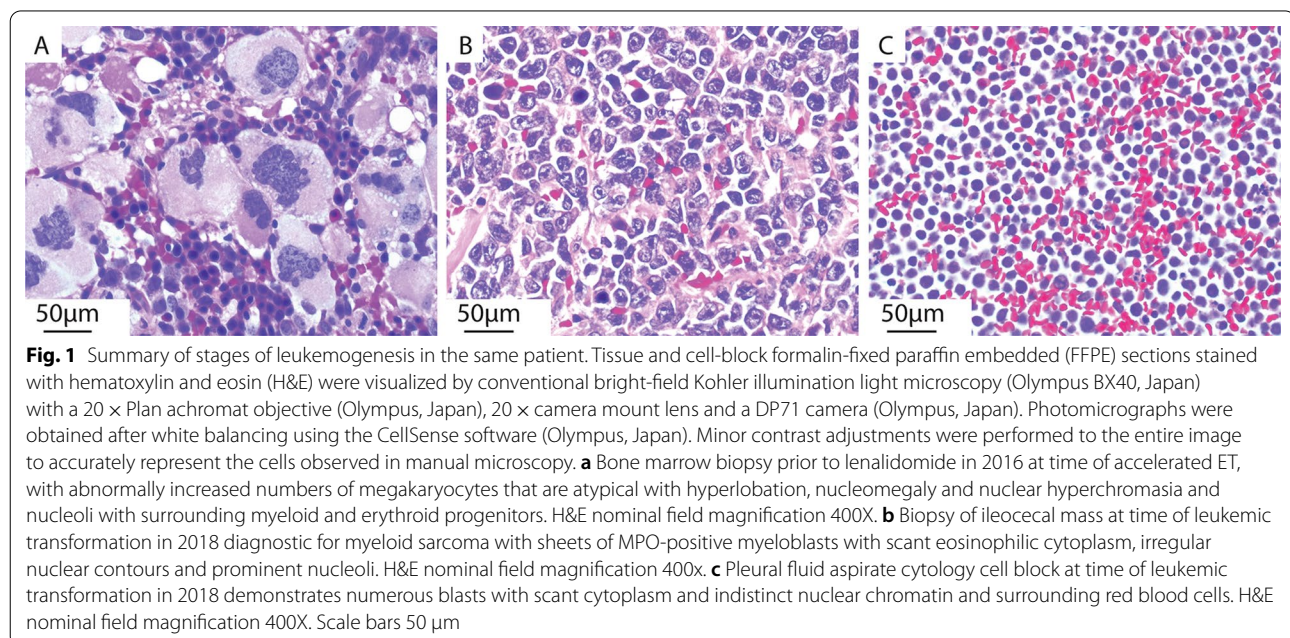 A
B
C
50µm
50µm
50µm
Fig. 1 Summary of stages of leukemogenesis in the same patient. Tissue and cell-block formalin-fixed paraffin embedded (FFPE) sections stained
with hematoxylin and eosin (H&E) were visualized by conventional bright-field Kohler illumination light microscopy (Olympus BX40, Japan)
with a 20 × Plan achromat objective (Olympus, Japan), 20 × camera mount lens and a DP71 camera (Olympus, Japan). Photomicrographs were
obtained after white balancing using the CellSense software (Olympus, Japan). Minor contrast adjustments were performed to the entire image
to accurately represent the cells observed in manual microscopy. a Bone marrow biopsy prior to lenalidomide in 2016 at time of accelerated ET,
with abnormally increased numbers of megakaryocytes that are atypical with hyperlobation, nucleomegaly and nuclear hyperchromasia and
nucleoli with surrounding myeloid and erythroid progenitors. H&E nominal field magnification 400X. b Biopsy of ileocecal mass at time of leukemic
transformation in 2018 diagnostic for myeloid sarcoma with sheets of MPO-positive myeloblasts with scant eosinophilic cytoplasm, irregular
nuclear contours and prominent nucleoli. H&E nominal field magnification 400x. c Pleural fluid aspirate cytology cell block at time of leukemic
transformation in 2018 demonstrates numerous blasts with scant cytoplasm and indistinct nuclear chromatin and surrounding red blood cells. H&E
nominal field magnification 400X. Scale bars 50 µm